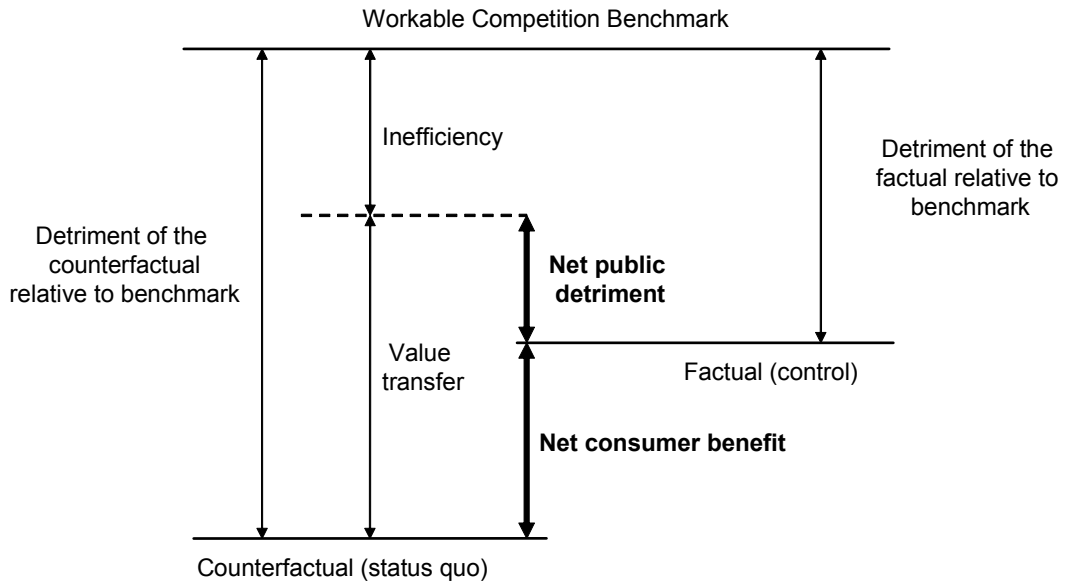 Workable Competition Benchmark
Inefficiency
Detriment of the
factual relative to
benchmark
Detriment of the
counterfactual
relative to benchmark
Net public
detriment
Value
transfer
Factual (control)
Net consumer benefit
Counterfactual (status quo)